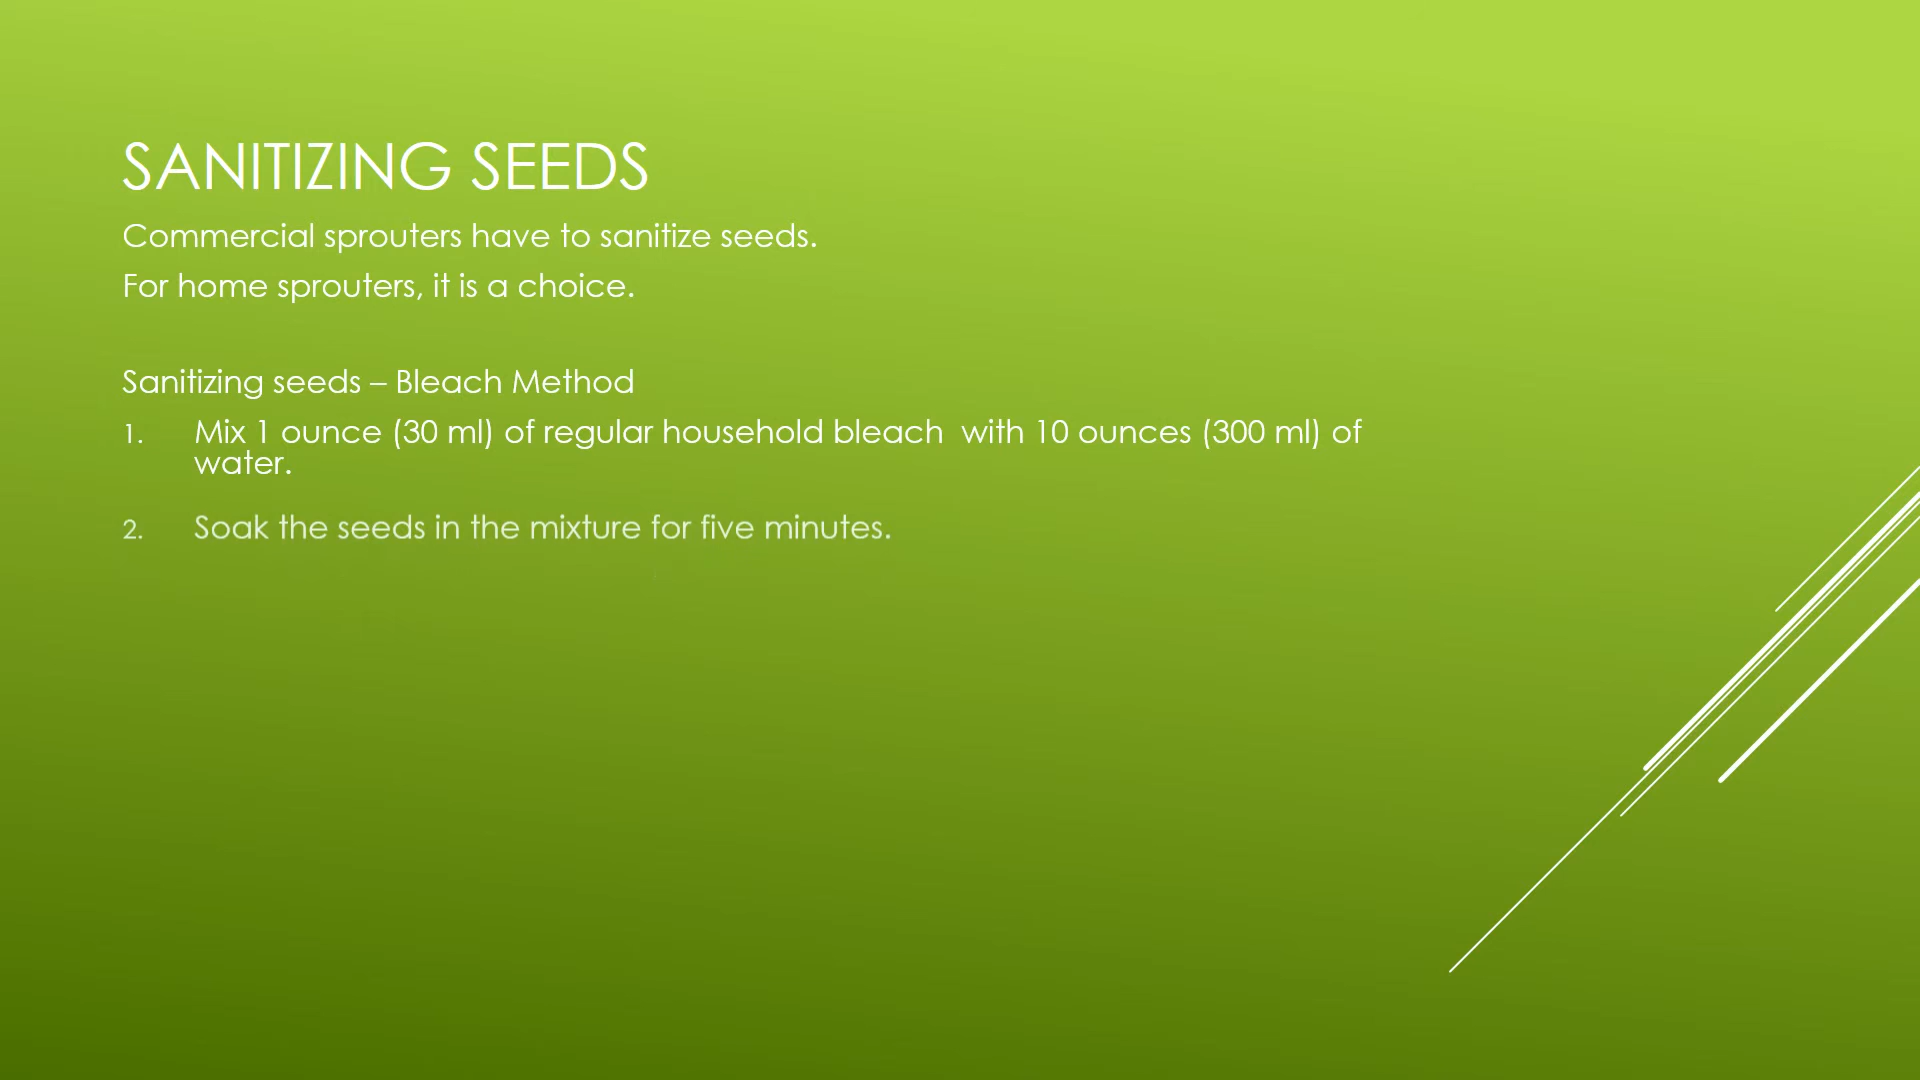 SANITIZING SEEDS
Commercial sprouters have to sanitize seeds.
For home sprouters, it is a choice.
Sanitizing seeds – Bleach Method
1. Mix 1 ounce (30 ml) of regular household bleach  with 10 ounces (300 ml) of
water.
2. Soak the seeds in the mixture for five minutes.